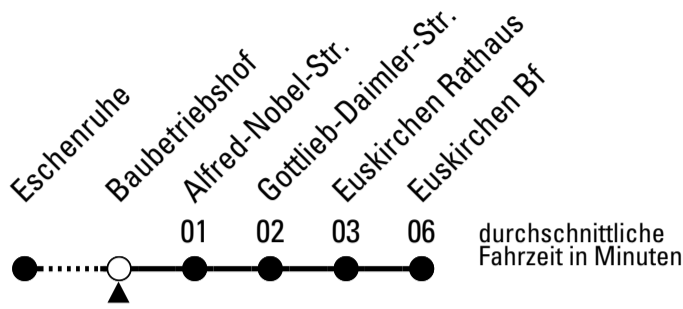 Eschenruhe
Baubetriebshof
Alfred-Nobel-Str.
Gottlieb-Daimler-Str.
Euskirchen Rathaus
Euskirchen Bf
01 02 03 06
durchschnittliche
Fahrzeit in Minuten